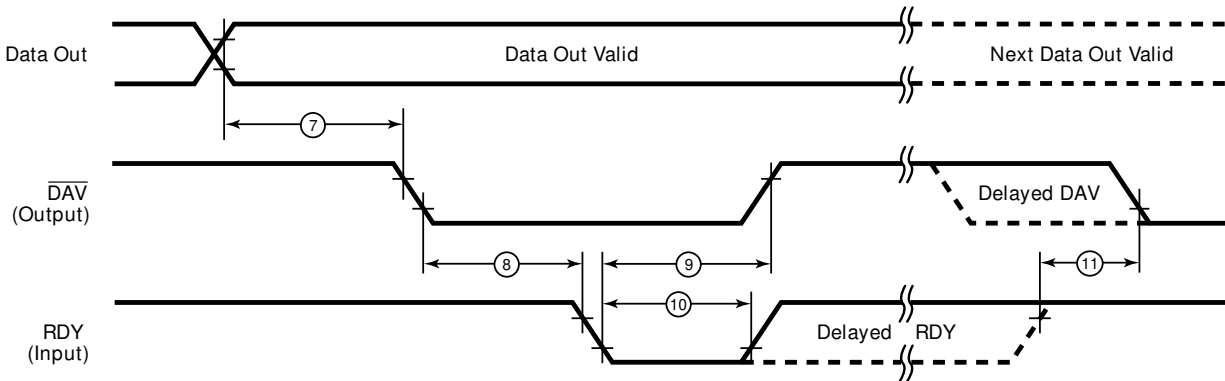 Data Out
Data Out Valid
Next Data Out Valid
7
DAV
(Output)
Delayed DAV
8
9
11
10
RDY
(Input)
Delayed RDY